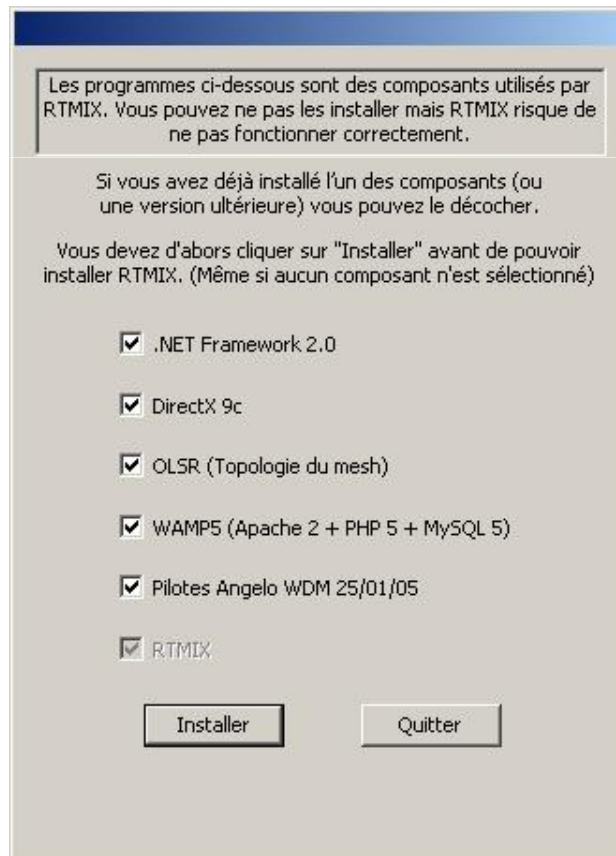 Les programmes ci-dessous sont des composants utilisés par
RTMIX. Vous pouvez ne pas les installer mais RTMIX risque de
ne pas fonctionner correctement.
Si vous avez déjà installé l'un des composants (ou
une version ultérieure) vous pouvez le décocher.
Vous devez d'abors cliquer sur "Installer" avant de pouvoir
installer RTMIX. (Même si aucun composant n'est sélectionné)
.NET Framework 2.0
DirectX 9c
OLSR (Topologie du mesh)
WAMP5 (Apache 2 + PHP 5 + MySQL 5)
Pilotes Angelo WDM 25/01/05
RTMIX
Installer Quitter